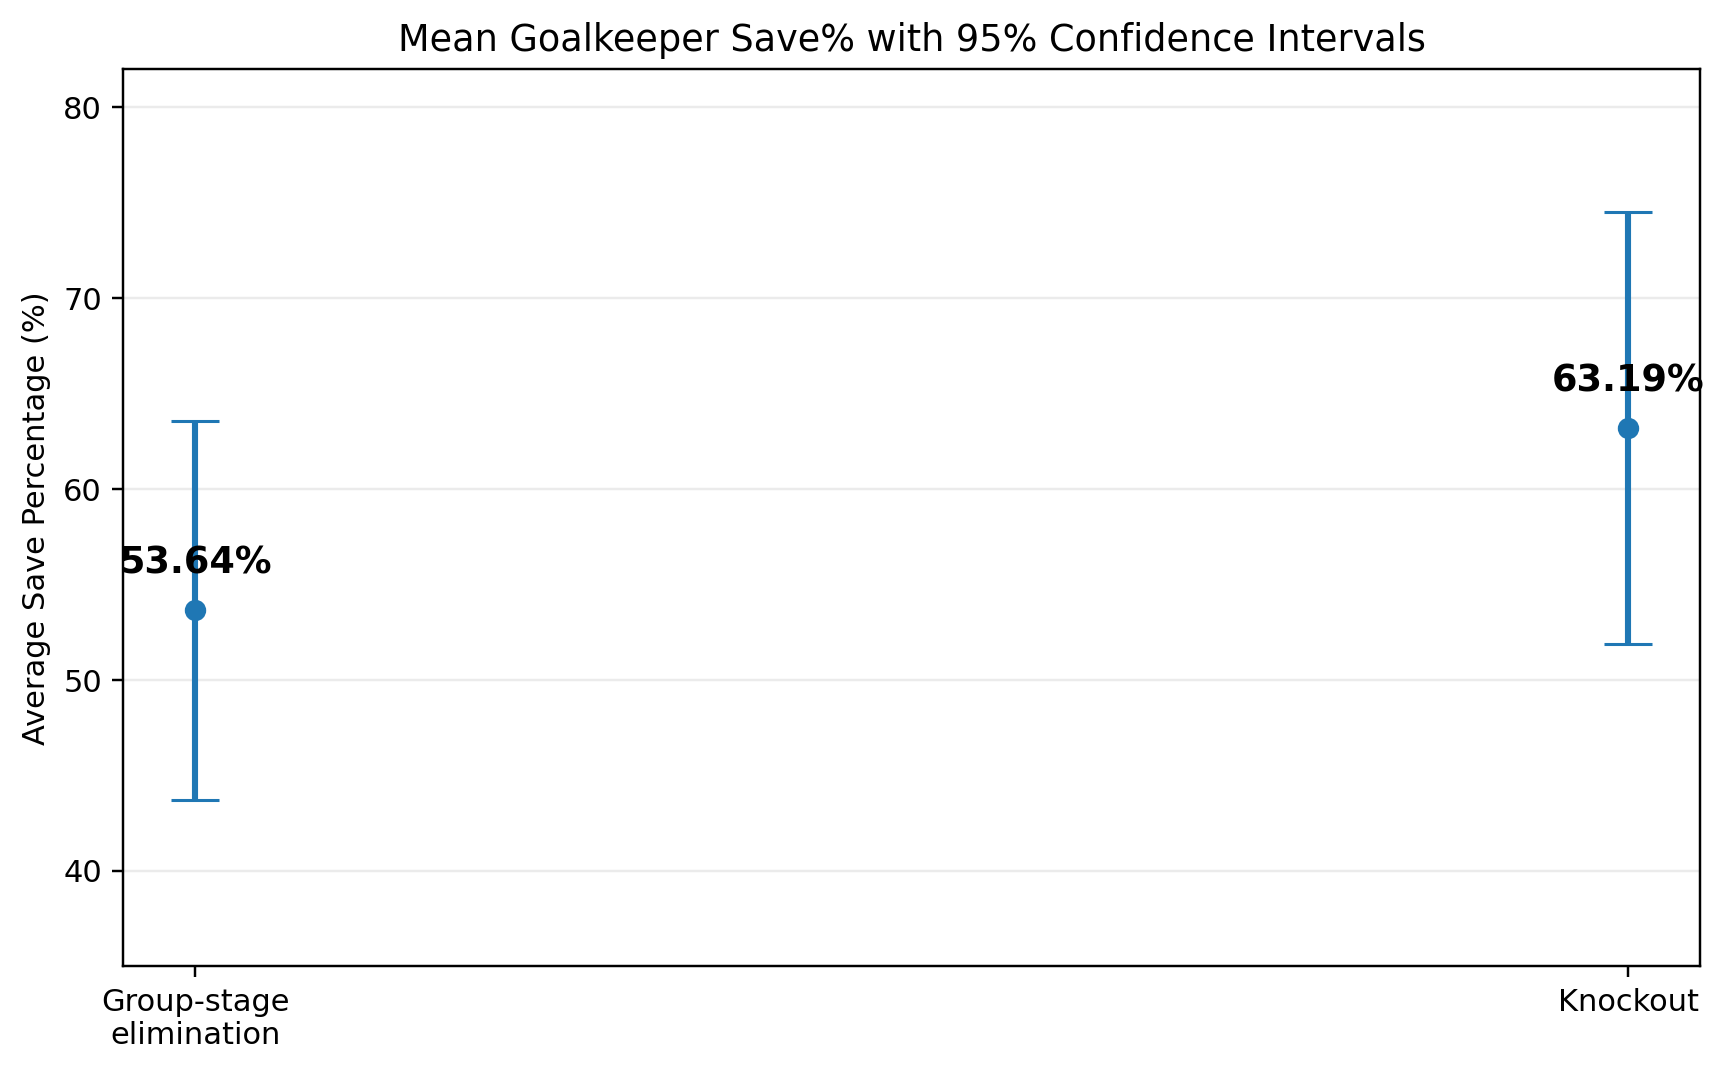 Mean Goalkeeper Save% with 95% Confidence Intervals
Average Save Percentage (%)
80
70
60
50
40
53.64%
63.19%
Group-stage
elimination
Knockout